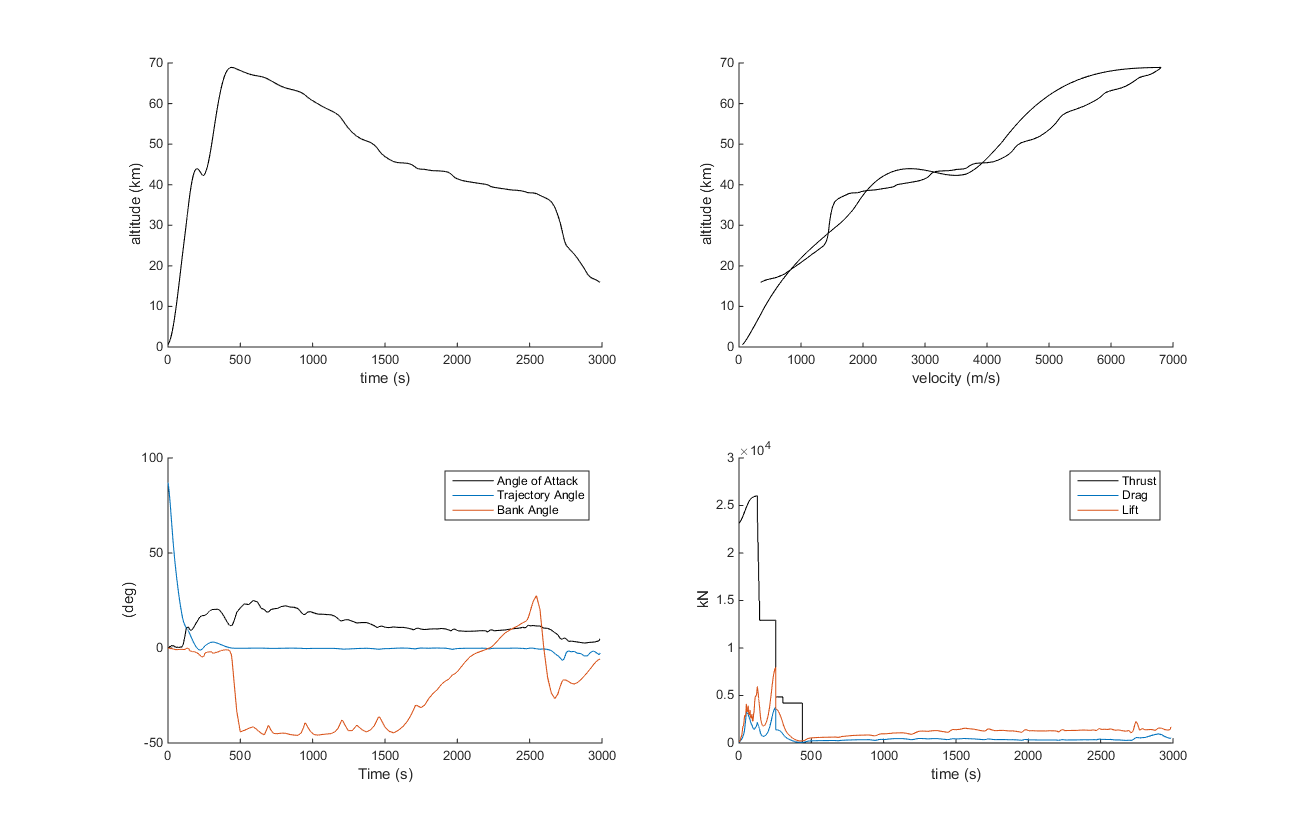 70
60
50
40
30
20
10
0
altitude (km)
0 500 1000 1500 2000 2500 3000
time (s)
70
60
50
40
30
20
10
0
altitude (km)
0 1000 2000 3000 4000 5000 6000 7000
velocity (m/s)
100
50
0
-50
(deg)
Angle of Attack
Trajectory Angle
Bank Angle
0 500 1000 1500 2000 2500 3000
Time (s)
×10⁴
3
2.5
2
1.5
1
0.5
0
kN
Thrust
Drag
Lift
0 500 1000 1500 2000 2500 3000
time (s)